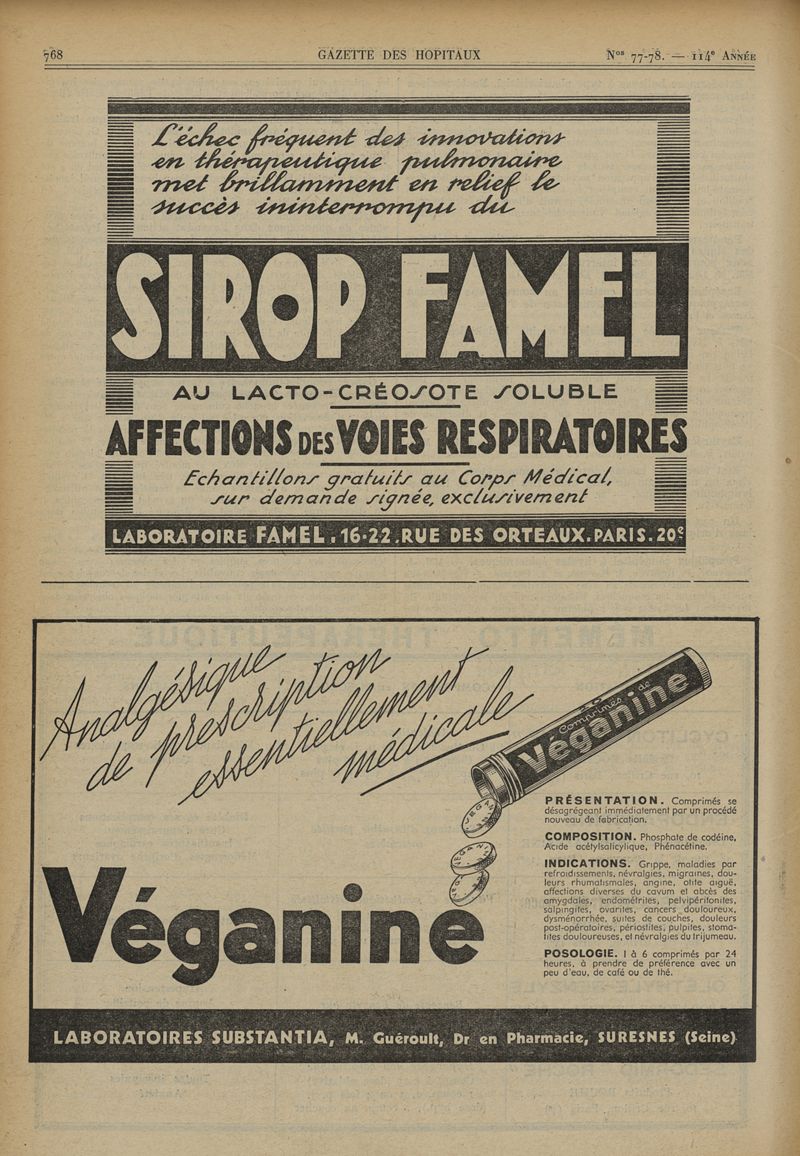 768 GAZETTE DES HOPITAUX Nos 77-78. — 114e ANNÉE
L'échec fréquent des innovations
en thérapeutique pulmonaire
met brillamment en relief le
succès ininterrompu du
SIROP FAMEL
AU LACTO-CRÉOSOTE SOLUBLE
AFFECTIONS DES VOIES RESPIRATOIRES
Echantillons gratuits au Corps Médical,
sur demande signée, exclusivement
LABORATOIRE FAMEL. 16-22. RUE DES ORTEAUX. PARIS. 20e
Analgésique
de prescription
essentiellement
médicale
Comprimés de
Véganine
PRÉSENTATION. Comprimés se
désagrégeant immédiatement par un procédé
nouveau de fabrication.
COMPOSITION. Phosphate de codéine,
Acide acétylsalicylique, Phénacétine.
INDICATIONS. Grippe, maladies par
refroidissements, névralgies, migraines, dou-
leurs rhumatismales, angine, otite aiguë,
affections diverses du cavum et abcès des
amygdales, endométrites, pelvipéritonites,
salpingites, ovarites, cancers douloureux,
dysménorrhée, suites de couches, douleurs
post-opératoires, périostites, pulpites, stoma-
tites douloureuses, et névralgies du trijumeau.
POSOLOGIE. 1 à 6 comprimés par 24
heures, à prendre de préférence avec un
peu d'eau, de café ou de thé.
Véganine
LABORATOIRES SUBSTANTIA, M. Guéroult, Dr en Pharmacie, SURESNES (Seine)